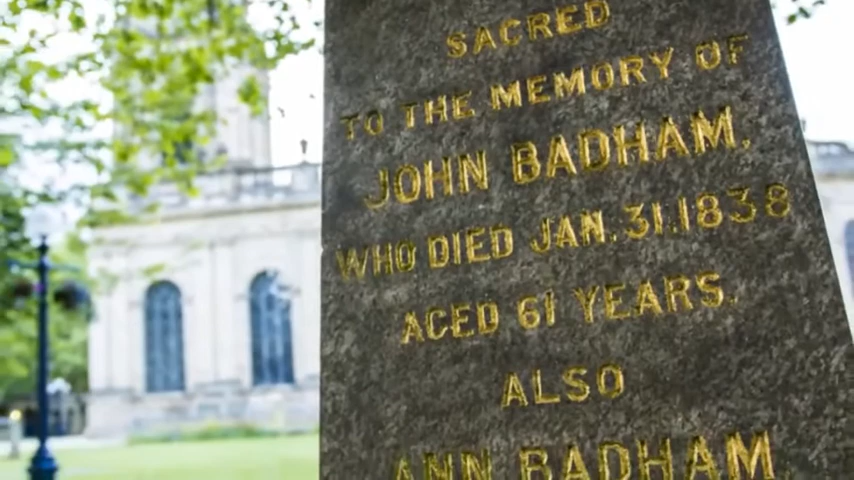 SACRED
TO THE MEMORY OF
JOHN BADHAM,
WHO DIED JAN. 31. 1838
AGED 61 YEARS.
ALSO
ANN BADHAM,